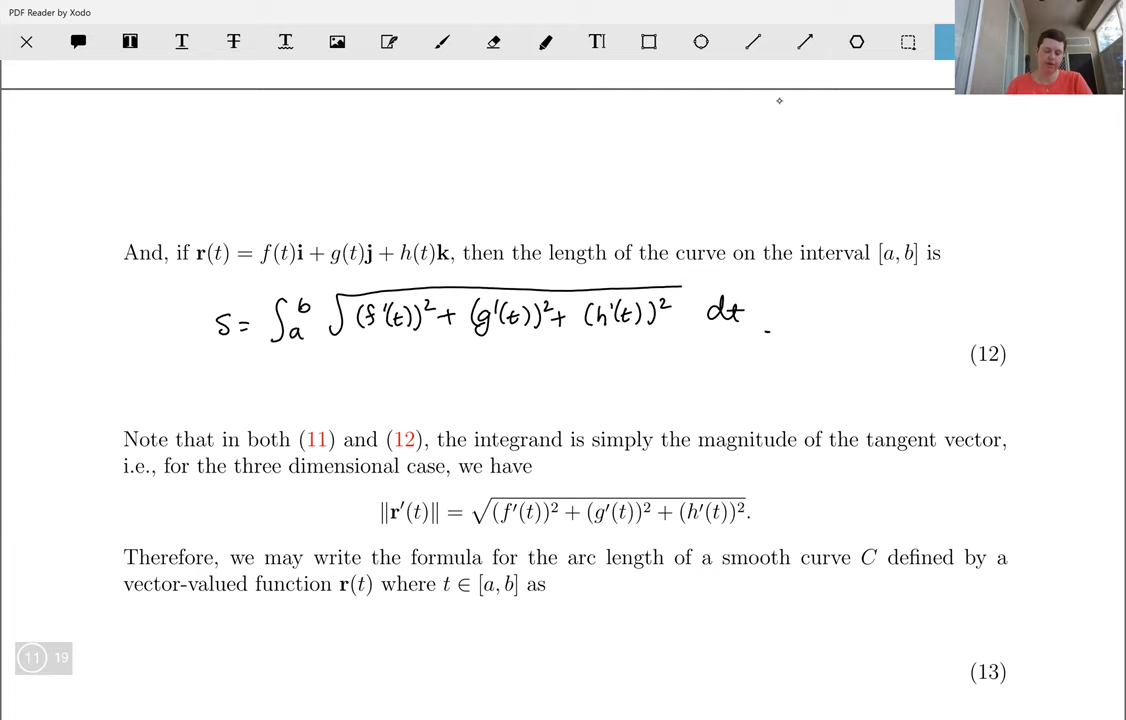 PDF Reader by Xodo
And, if r(t) = f(t)i + g(t)j + h(t)k, then the length of the curve on the interval [a, b] is
S = ∫ₐᵇ √((f'(t))² + (g'(t))² + (h'(t))²) dt .
(12)
Note that in both (11) and (12), the integrand is simply the magnitude of the tangent vector,
i.e., for the three dimensional case, we have
‖r′(t)‖ = √((f′(t))² + (g′(t))² + (h′(t))²).
Therefore, we may write the formula for the arc length of a smooth curve C defined by a
vector-valued function r(t) where t ∈ [a, b] as
11 19
(13)